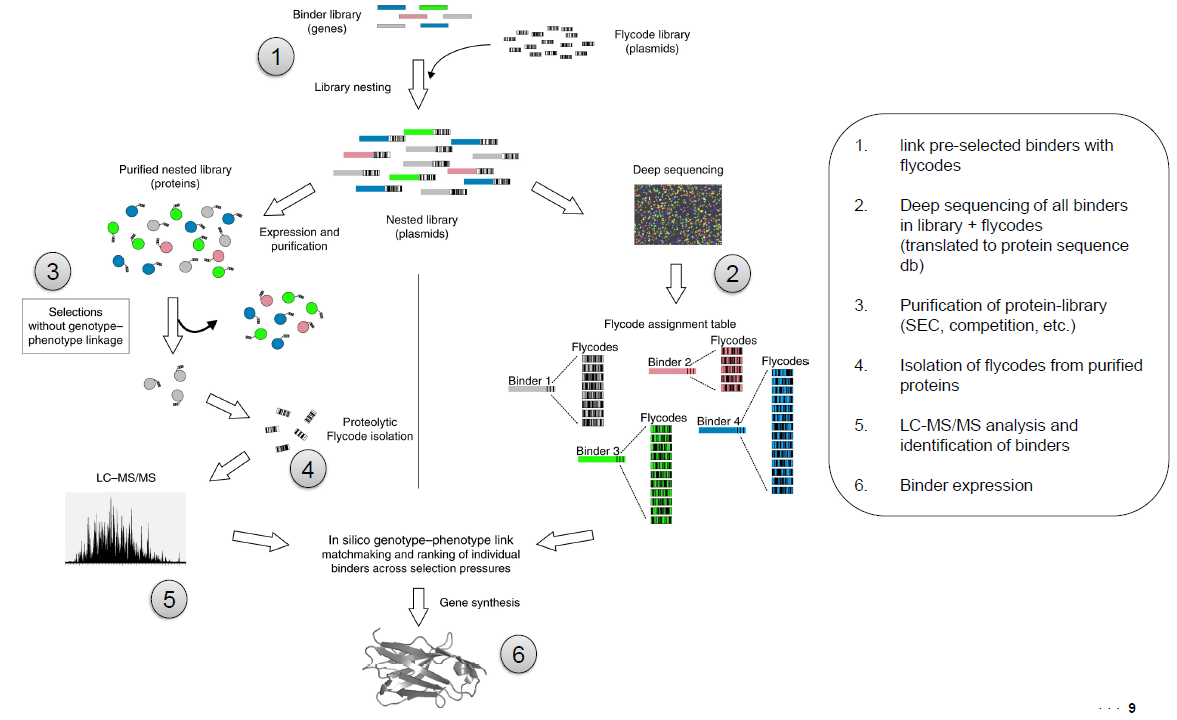 Binder library
(genes)
Flycode library
(plasmids)
1
Library nesting
Purified nested library
(proteins)
Deep sequencing
Expression and
purification
Nested library
(plasmids)
3
2
Selections
without genotype–
phenotype linkage
Flycode assignment table
Flycodes
Binder 1
Flycodes
Binder 2
Flycodes
Binder 3
Flycodes
Binder 4
Proteolytic
Flycode isolation
4
LC–MS/MS
5
In silico genotype–phenotype link
matchmaking and ranking of individual
binders across selection pressures
Gene synthesis
6
1. link pre-selected binders with
flycodes
2. Deep sequencing of all binders
in library + flycodes
(translated to protein sequence
db)
3. Purification of protein-library
(SEC, competition, etc.)
4. Isolation of flycodes from purified
proteins
5. LC-MS/MS analysis and
identification of binders
6. Binder expression
· · · 9